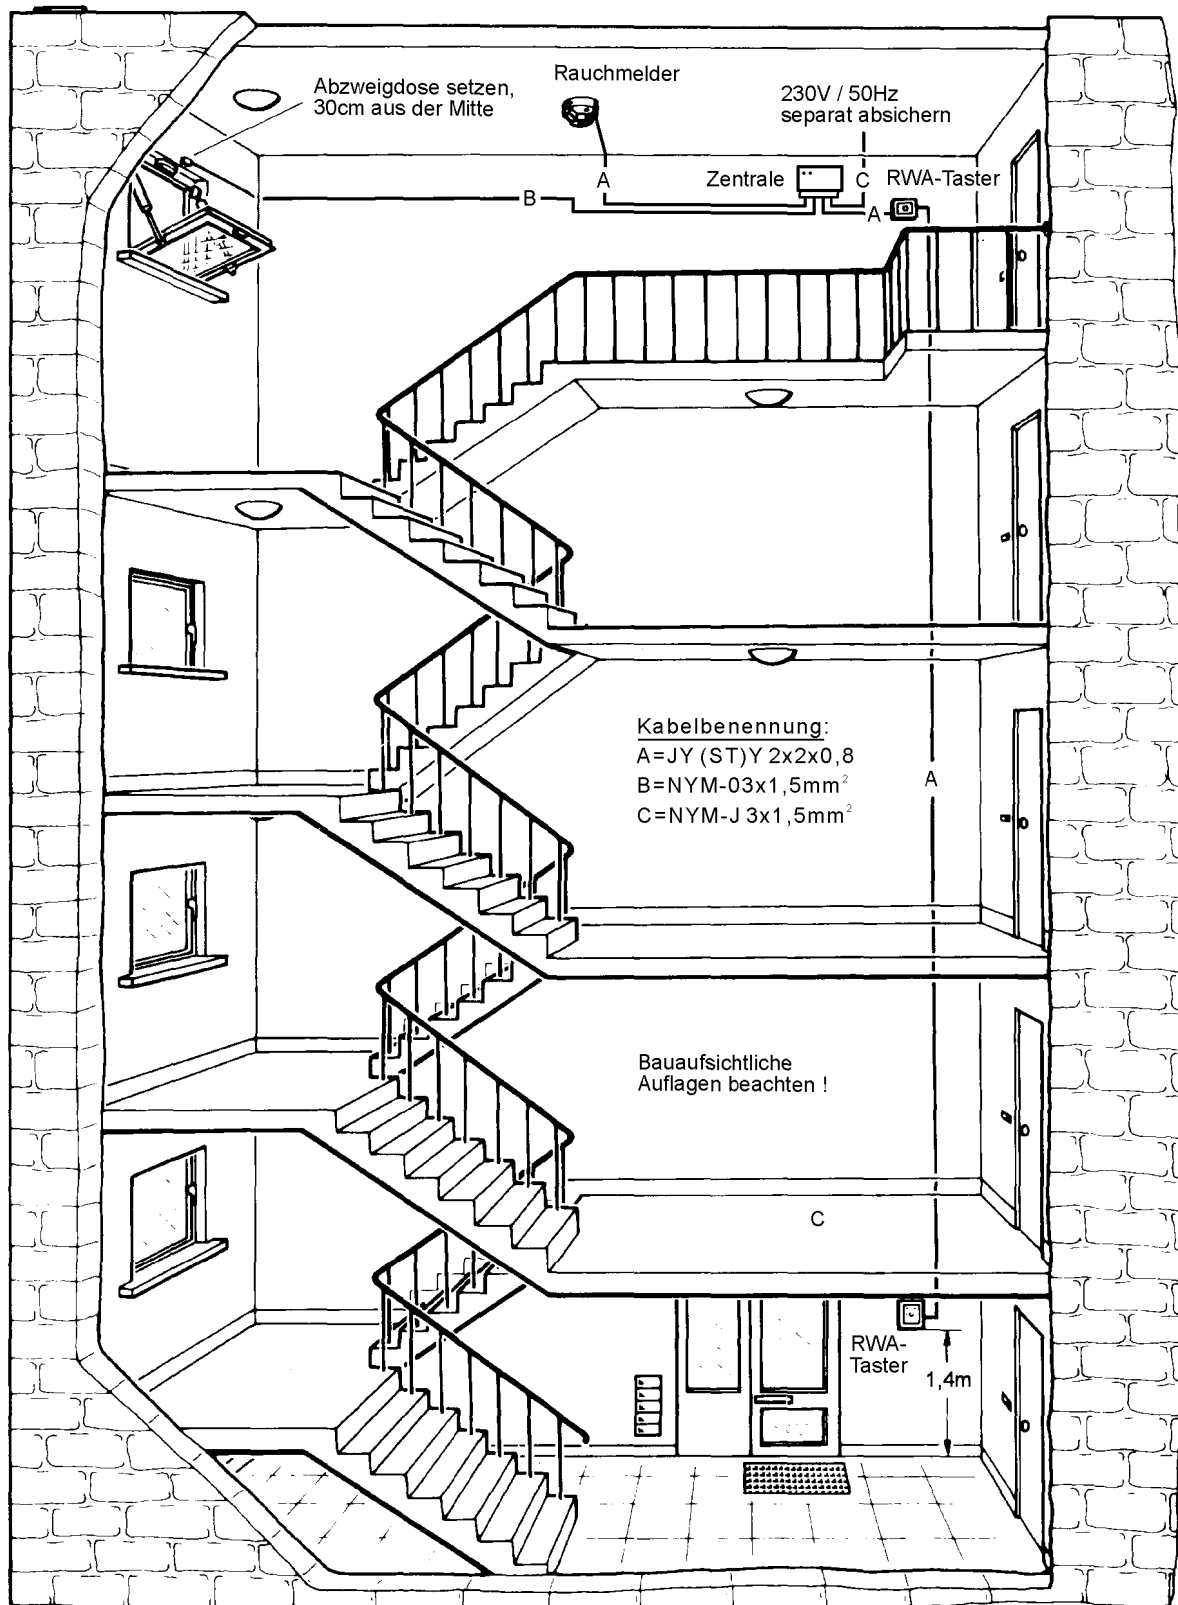 Abzweigdose setzen,
30cm aus der Mitte
Rauchmelder
230V / 50Hz
separat absichern
A
B
Zentrale
C
RWA-Taster
A
Kabelbenennung:
A=JY (ST)Y 2x2x0,8
B=NYM-03x1,5mm²
C=NYM-J 3x1,5mm²
A
Bauaufsichtliche
Auflagen beachten !
C
RWA-
Taster
1,4m